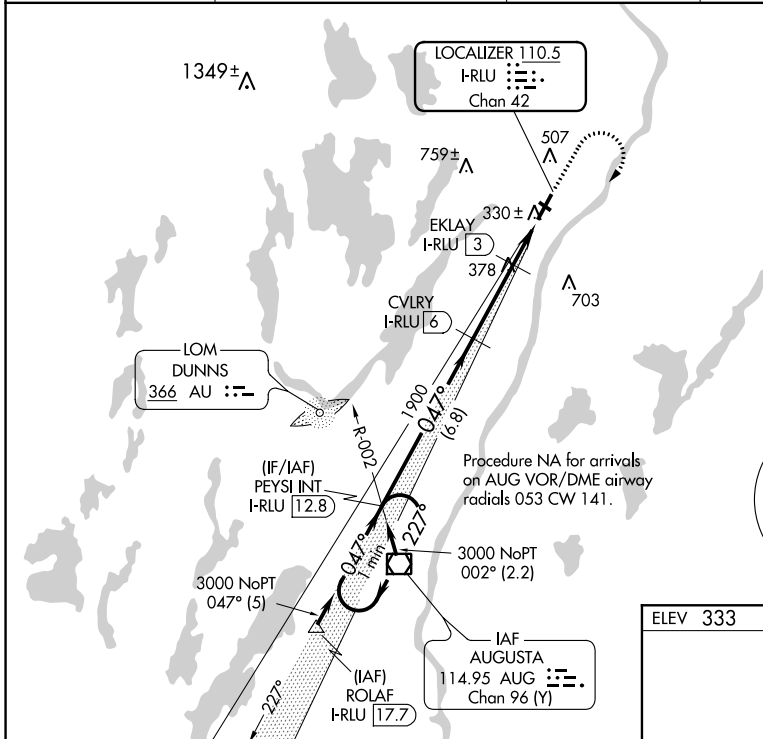 LOCALIZER 110.5
I-RLU
Chan 42
1349±
759±
507
330±
EKLAY
I-RLU 3
378
703
CVLRY
I-RLU 6
LOM
DUNNS
366 AU
1900
047°
(6.8)
R-002
(IF/IAF)
PEYSI INT
I-RLU 12.8
Procedure NA for arrivals
on AUG VOR/DME airway
radials 053 CW 141.
047°
1 min
227°
3000 NoPT
002° (2.2)
3000 NoPT
047° (5)
IAF
AUGUSTA
114.95 AUG
Chan 96 (Y)
(IAF)
ROLAF
I-RLU 17.7
227°
ELEV 333